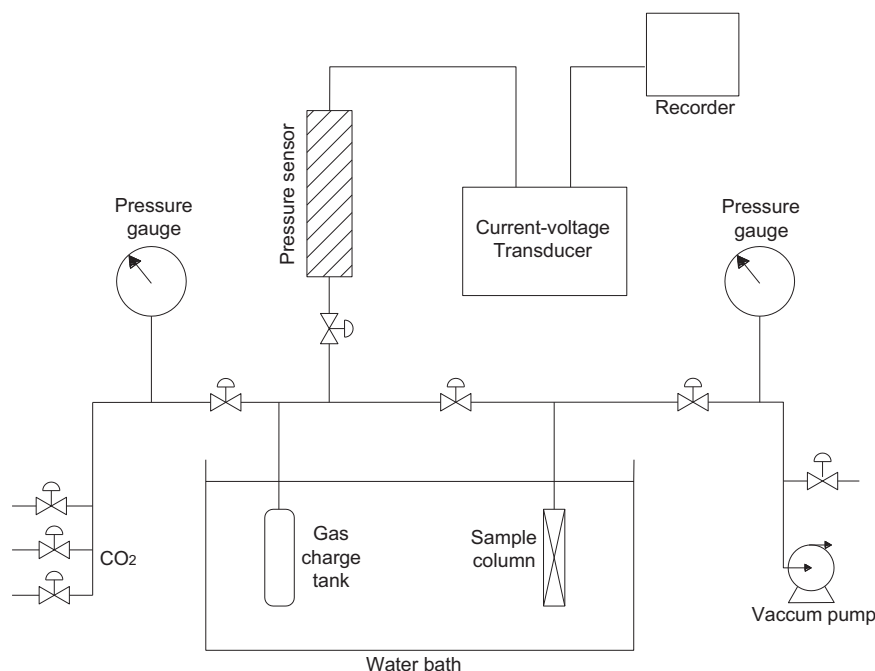 Recorder
Pressure sensor
Current-voltage
Transducer
Pressure
gauge
Pressure
gauge
CO2
Gas
charge
tank
Sample
column
Vaccum pump
Water bath